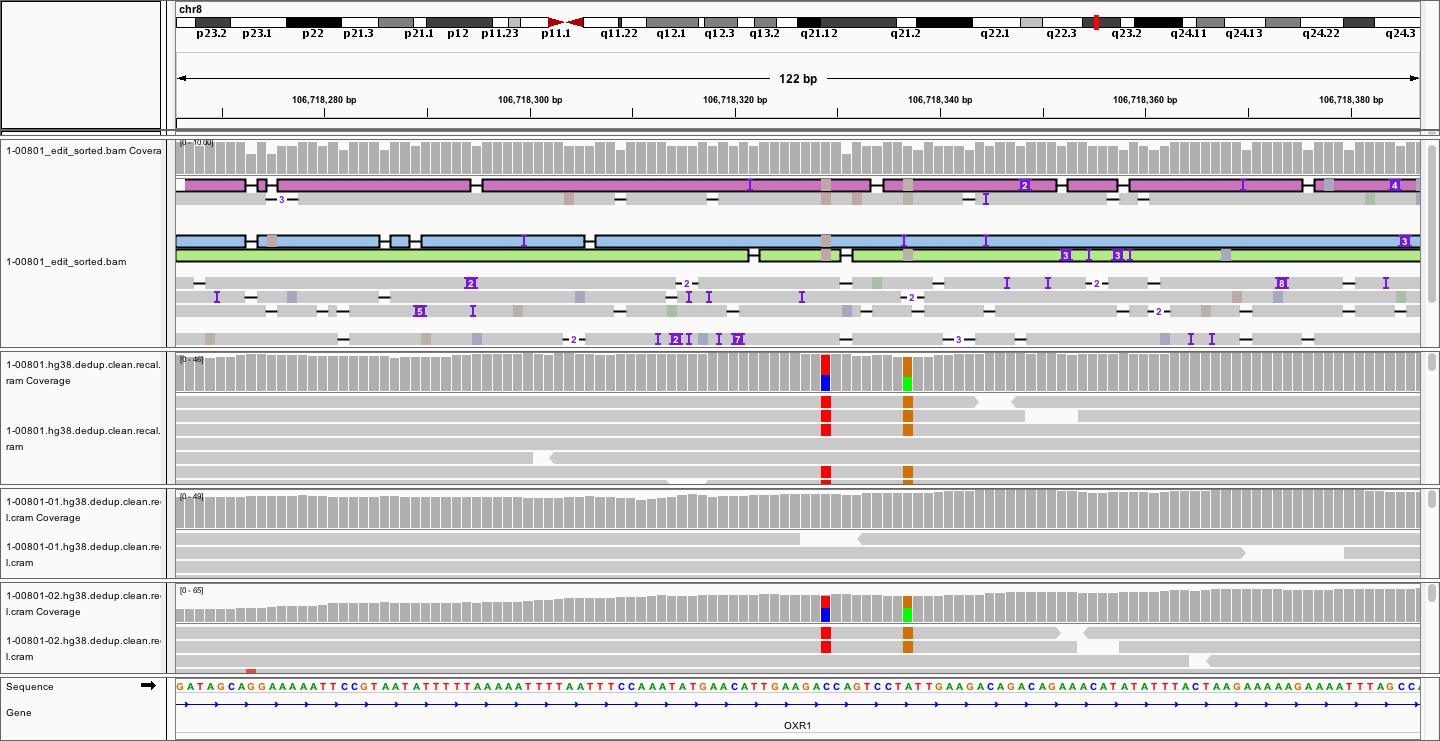 chr8
p23.2 p23.1 p22 p21.3 p21.1 p12 p11.23 p11.1 q11.22 q12.1 q12.3 q13.2 q21.12 q21.2 q22.1 q22.3 q23.2 q24.11 q24.13 q24.22 q24.3
122 bp
106,718,280 bp 106,718,300 bp 106,718,320 bp 106,718,340 bp 106,718,360 bp 106,718,380 bp
1-00801_edit_sorted.bam Covera
[0 - 10.00]
2 4
3
3
1-00801_edit_sorted.bam
3 3
2 2 2 8
2
5 2
2 2 7 3
[0 - 46]
1-00801.hg38.dedup.clean.recal.
ram Coverage
1-00801.hg38.dedup.clean.recal.
ram
[0 - 49]
1-00801-01.hg38.dedup.clean.re
l.cram Coverage
1-00801-01.hg38.dedup.clean.re
l.cram
[0 - 65]
1-00801-02.hg38.dedup.clean.re
l.cram Coverage
1-00801-02.hg38.dedup.clean.re
l.cram
Sequence
GATAGCAGGAAAAATTCCGTAATATTTTTAAAAATTTTAATTTCCAAATATGAACATTGAAGACCAGTCCTATTGAAGACAGACAGAAACATATATTTACTAAGAAAAAGAAAATTTAGCC
Gene
OXR1